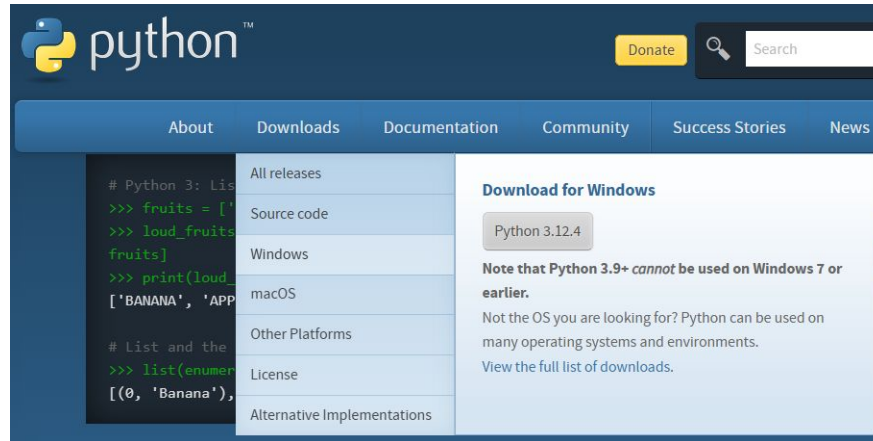 python™
Donate
Search
About Downloads Documentation Community Success Stories News
# Python 3: Lis
>>> fruits = ['
>>> loud_fruits
fruits]
>>> print(loud_
['BANANA', 'APP
# List and the
>>> list(enumer
[(0, 'Banana'),
All releases
Source code
Windows
macOS
Other Platforms
License
Alternative Implementations
Download for Windows
Python 3.12.4
Note that Python 3.9+ cannot be used on Windows 7 or
earlier.
Not the OS you are looking for? Python can be used on
many operating systems and environments.
View the full list of downloads.